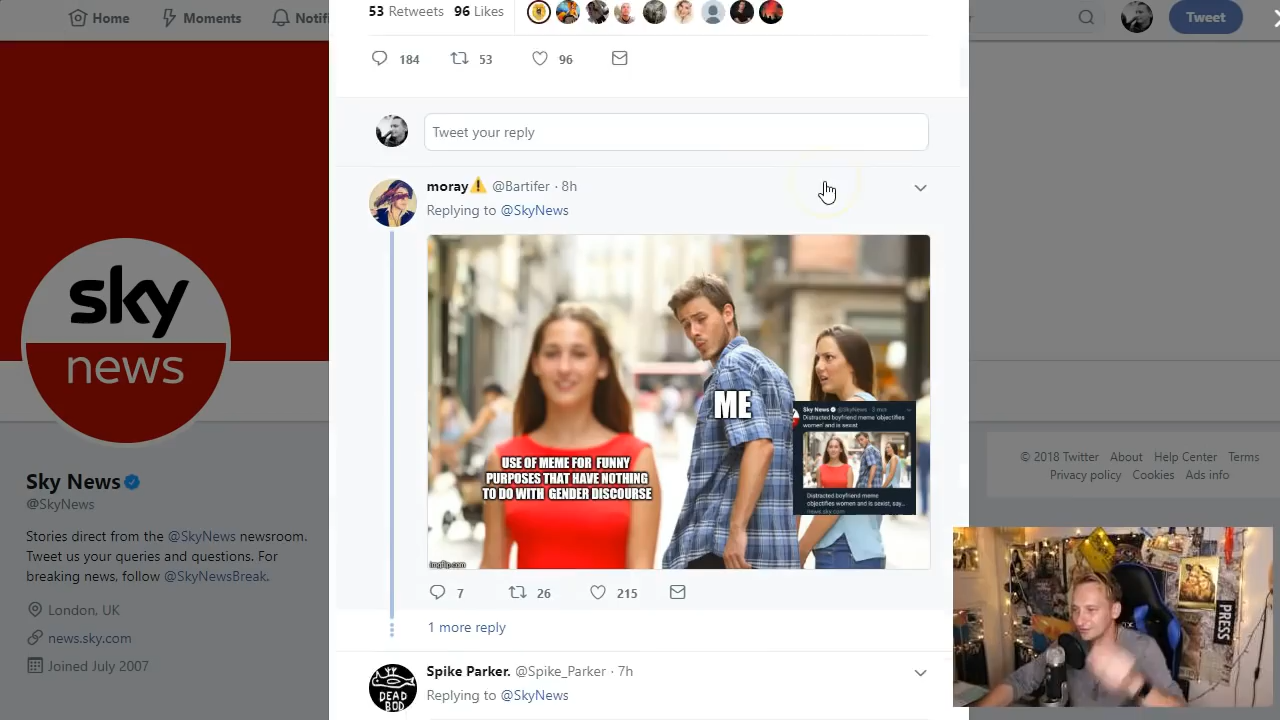 Home
Moments
Notifi
Tweet
53 Retweets 96 Likes
184
53
96
Tweet your reply
moray⚠️ @Bartifer · 8h
Replying to @SkyNews
ME
USE OF MEME FOR FUNNY
PURPOSES THAT HAVE NOTHING
TO DO WITH GENDER DISCOURSE
Sky News @SkyNews
Distracted boyfriend meme 'objectifies
women' and is sexist
Distracted boyfriend meme
objectifies women and is sexist, say...
news.sky.com
imgflip.com
7
26
215
1 more reply
Spike Parker. @Spike_Parker · 7h
Replying to @SkyNews
DEAD
BOD
sky
news
Sky News
@SkyNews
Stories direct from the @SkyNews newsroom.
Tweet us your queries and questions. For
breaking news, follow @SkyNewsBreak.
London, UK
news.sky.com
Joined July 2007
© 2018 Twitter About Help Center Terms
Privacy policy Cookies Ads info
PRESS